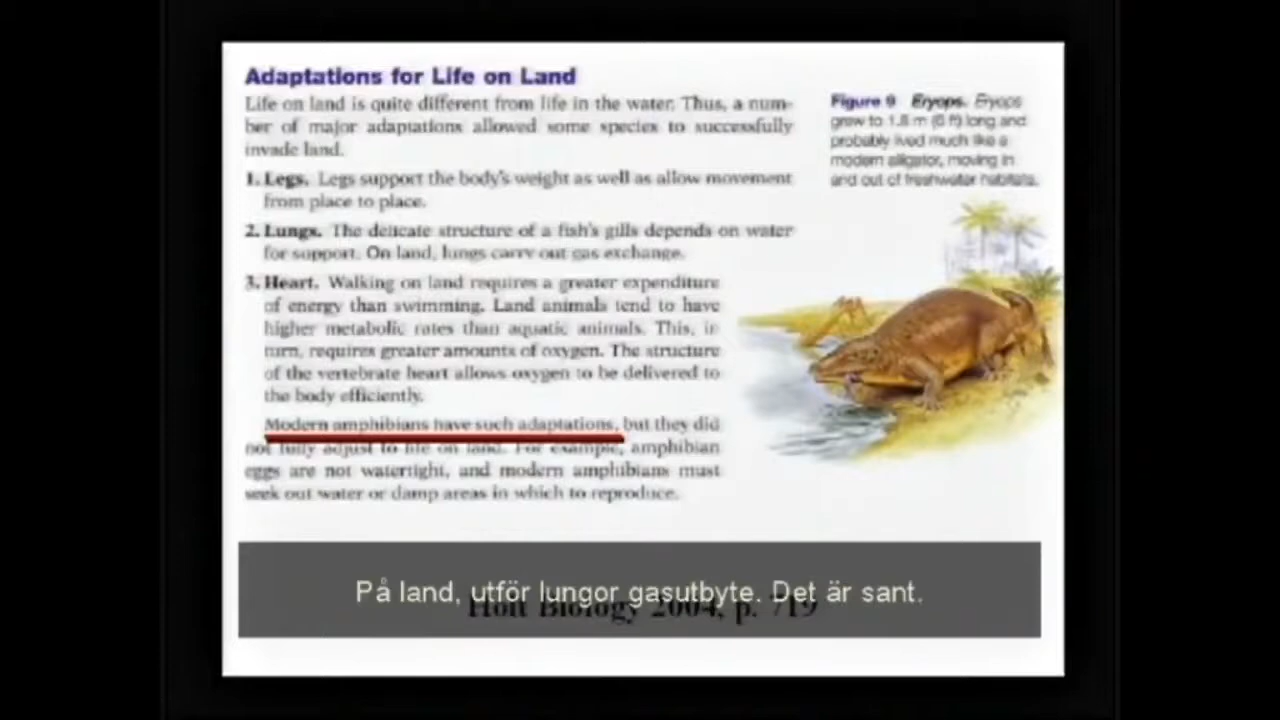 Adaptations for Life on Land
Life on land is quite different from life in the water. Thus, a num-
ber of major adaptations allowed some species to successfully
invade land.
1. Legs. Legs support the body's weight as well as allow movement
from place to place.
2. Lungs. The delicate structure of a fish's gills depends on water
for support. On land, lungs carry out gas exchange.
3. Heart. Walking on land requires a greater expenditure
of energy than swimming. Land animals tend to have
higher metabolic rates than aquatic animals. This, in
turn, requires greater amounts of oxygen. The structure
of the vertebrate heart allows oxygen to be delivered to
the body efficiently.
Modern amphibians have such adaptations, but they did
not fully adjust to life on land. For example, amphibian
eggs are not watertight, and modern amphibians must
seek out water or damp areas in which to reproduce.
Figure 9 Eryops. Eryops
grew to 1.8 m (6 ft) long and
probably lived much like a
modern alligator, moving in
and out of freshwater habitats.
På land, utför lungor gasutbyte. Det är sant.
Holt Biology 2004, p. 719